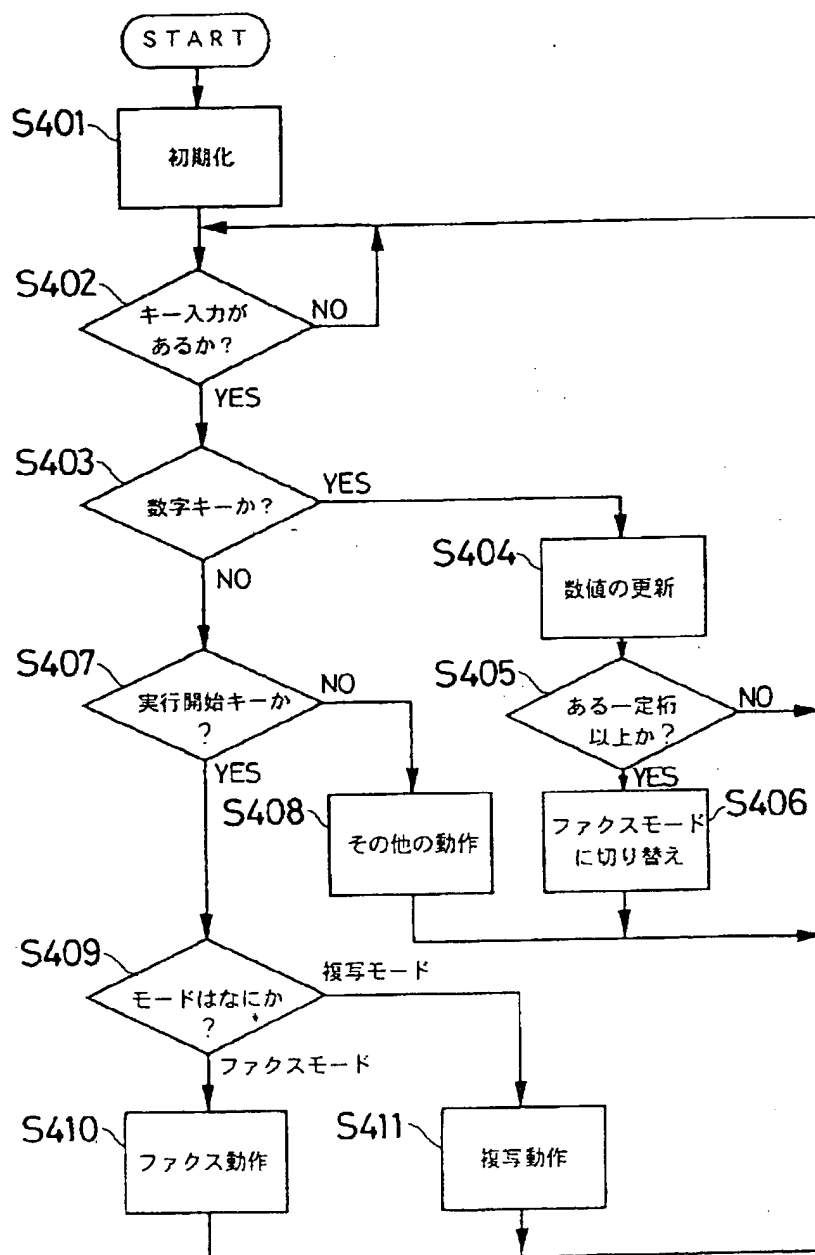 START
S401
初期化
S402
キー入力が
あるか？
NO
YES
S403
数字キーか？
YES
NO
S404
数値の更新
S405
ある一定桁
以上か？
NO
YES
S406
ファクスモード
に切り替え
S407
実行開始キーか
？
NO
YES
S408
その他の動作
S409
モードはなにか
？
複写モード
ファクスモード
S410
ファクス動作
S411
複写動作